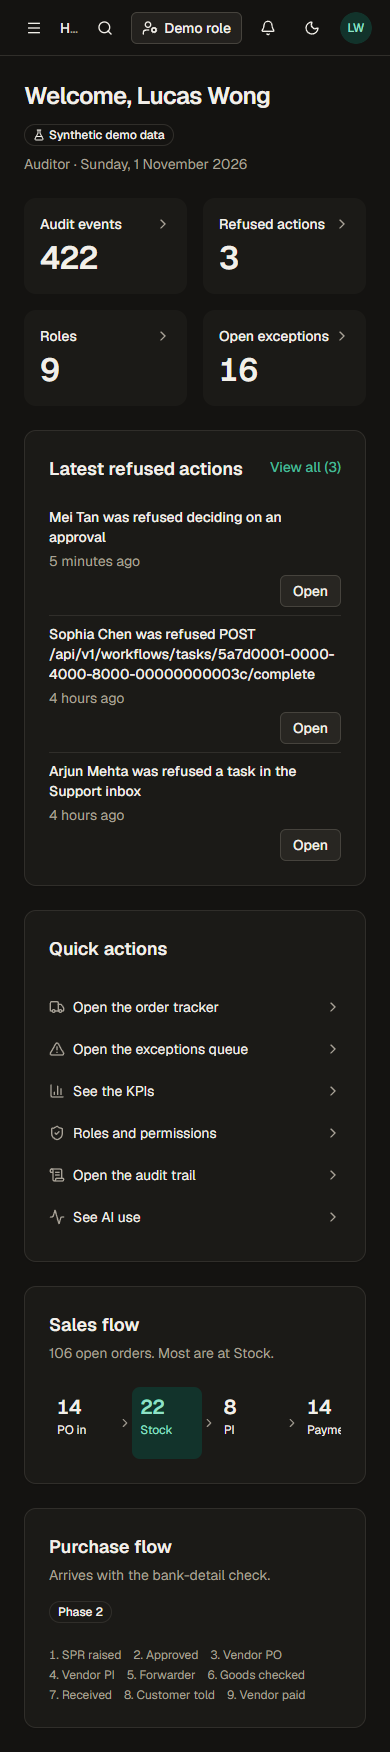 H...
Demo role
LW
Welcome, Lucas Wong
Synthetic demo data
Auditor · Sunday, 1 November 2026
Audit events
422
Refused actions
3
Roles
9
Open exceptions
16
Latest refused actions
View all (3)
Mei Tan was refused deciding on an
approval
5 minutes ago
Open
Sophia Chen was refused POST
/api/v1/workflows/tasks/5a7d0001-0000-
4000-8000-00000000003c/complete
4 hours ago
Open
Arjun Mehta was refused a task in the
Support inbox
4 hours ago
Open
Quick actions
Open the order tracker
Open the exceptions queue
See the KPIs
Roles and permissions
Open the audit trail
See AI use
Sales flow
106 open orders. Most are at Stock.
14
PO in
22
Stock
8
PI
14
Payme
Purchase flow
Arrives with the bank-detail check.
Phase 2
1. SPR raised 2. Approved 3. Vendor PO
4. Vendor PI 5. Forwarder 6. Goods checked
7. Received 8. Customer told 9. Vendor paid